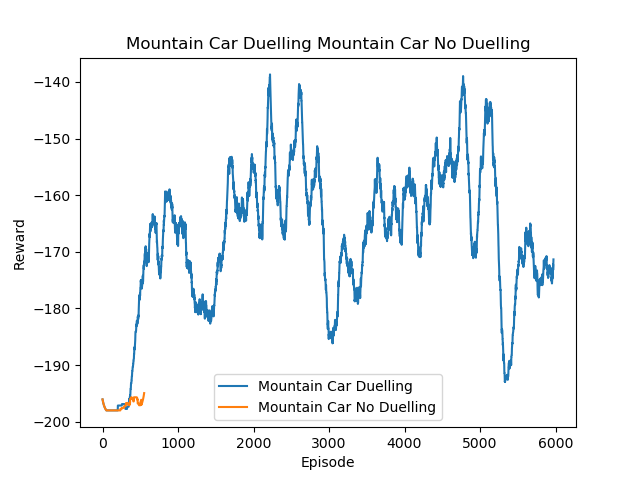 Mountain Car Duelling Mountain Car No Duelling
−140
−150
−160
−170
−180
−190
−200
Reward
Mountain Car Duelling
Mountain Car No Duelling
0 1000 2000 3000 4000 5000 6000
Episode